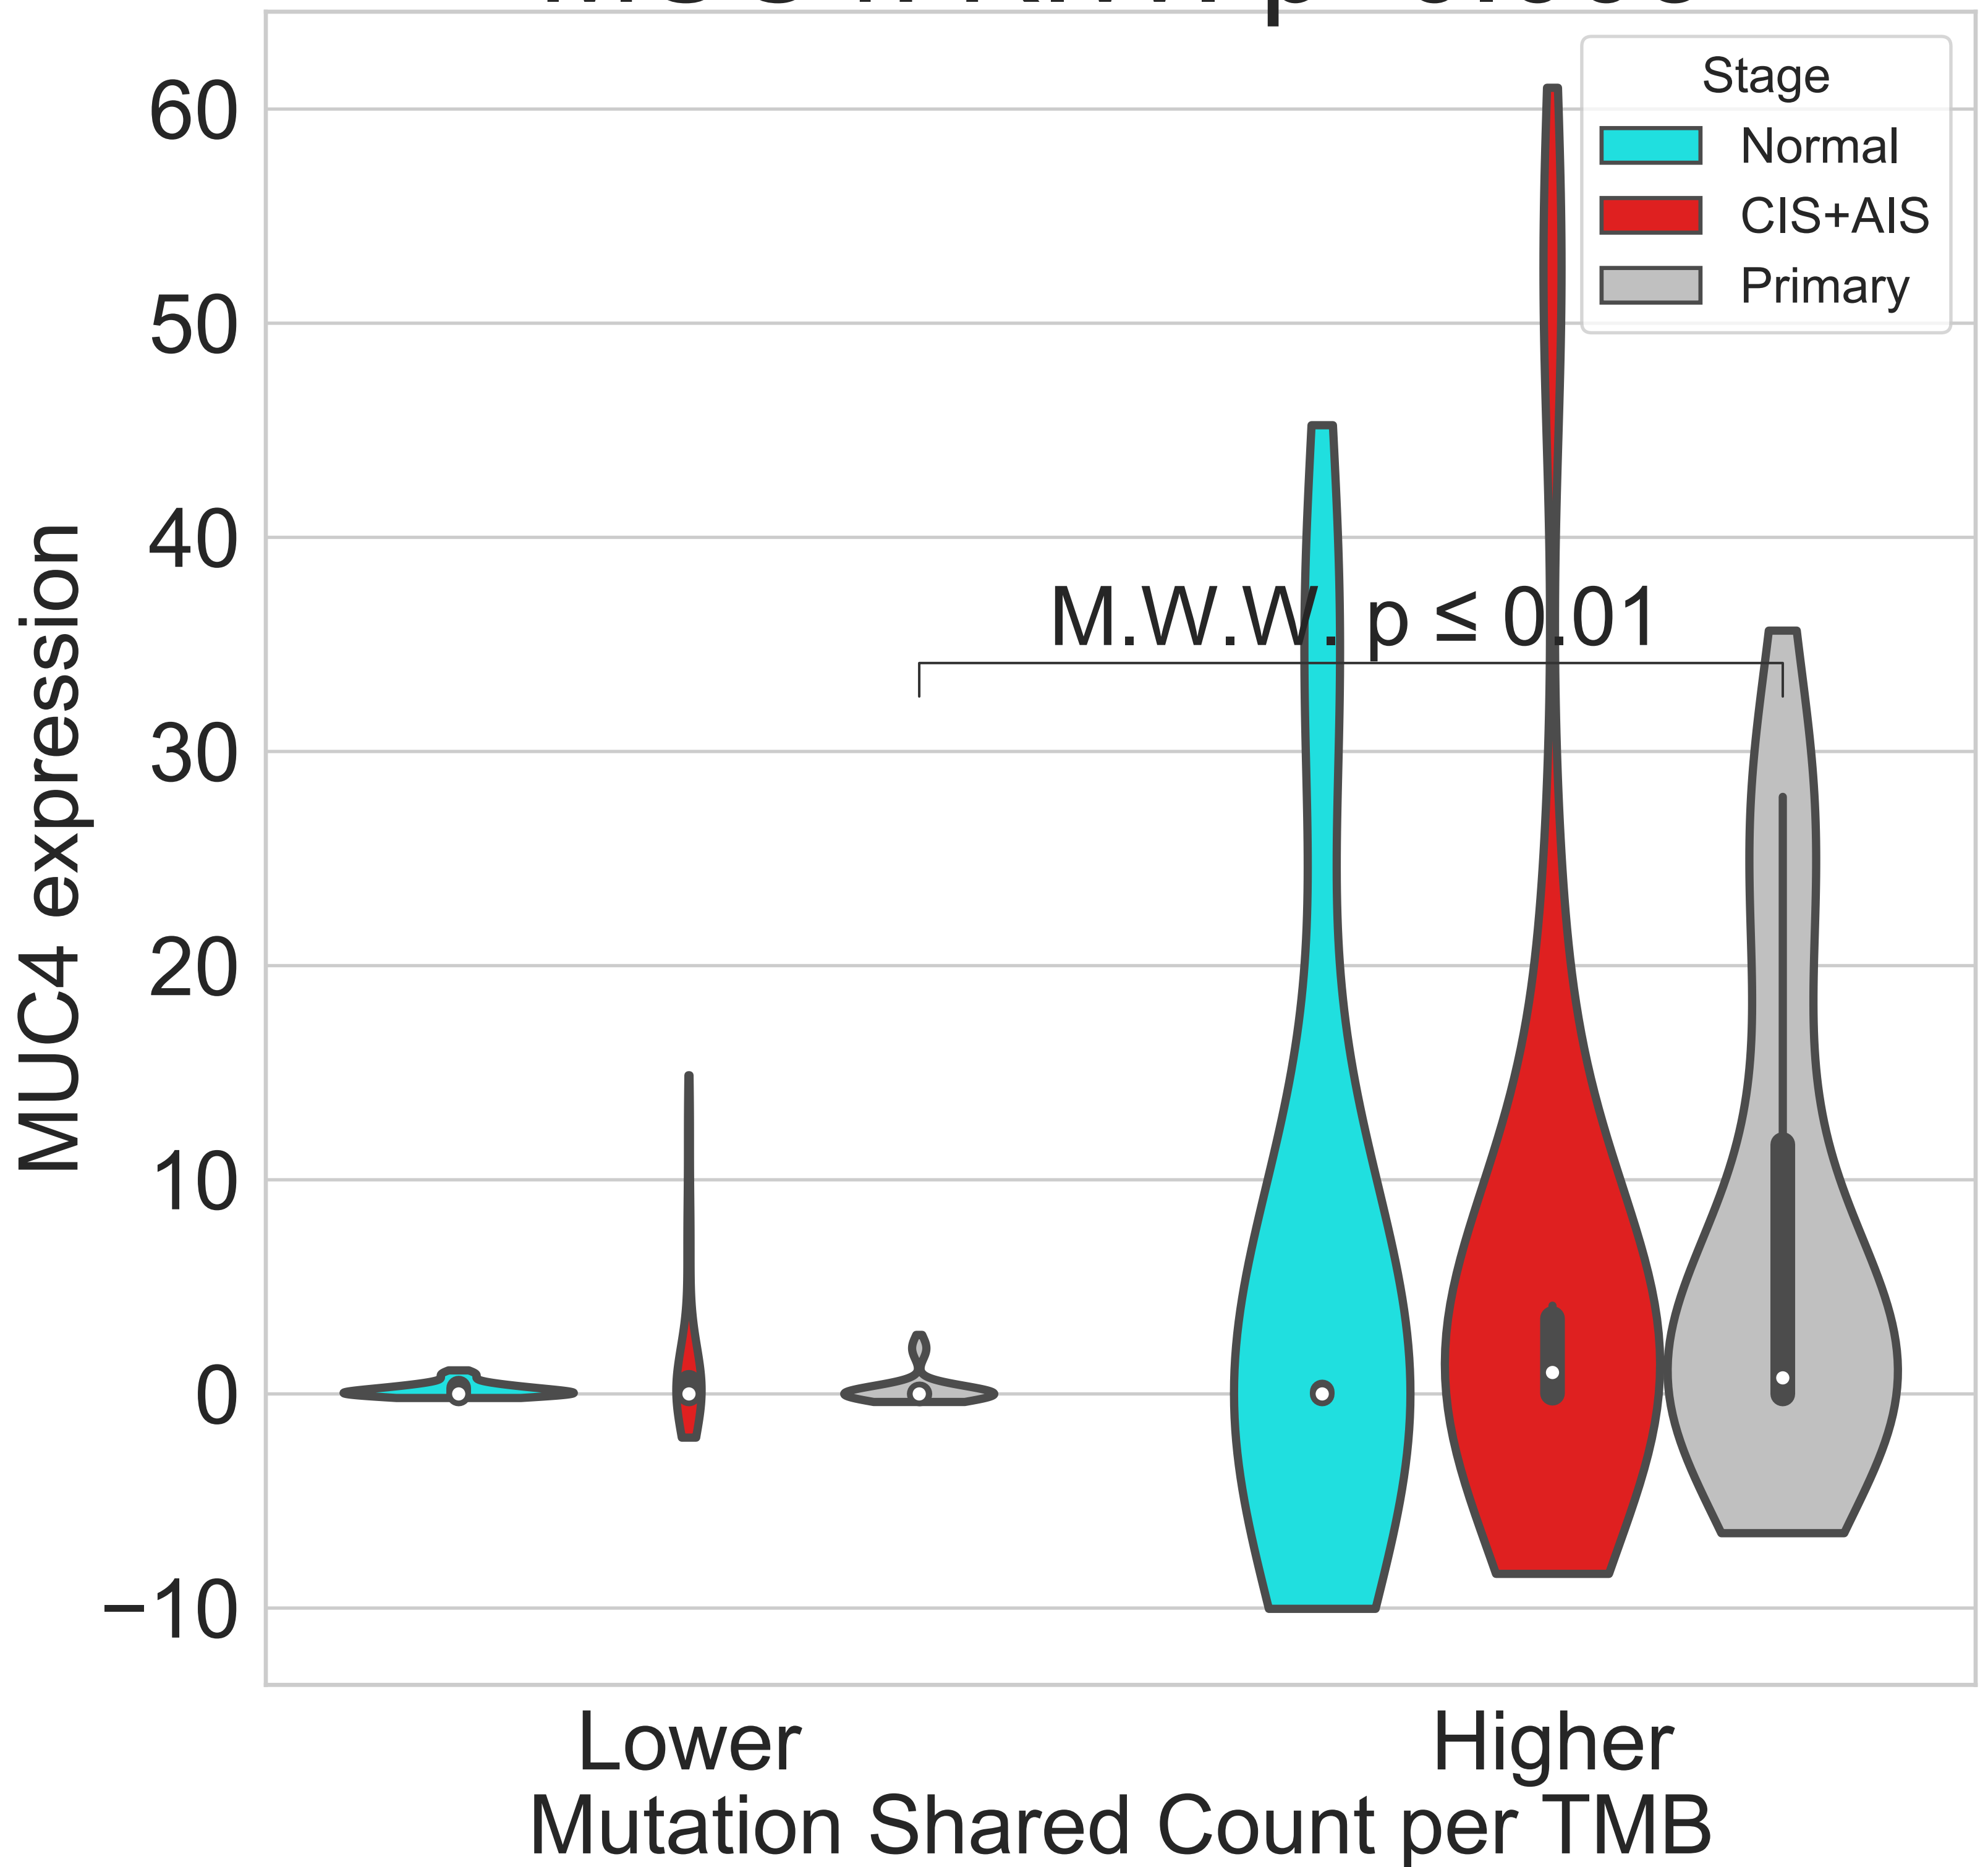 60
50
40
30
20
10
0
−10
MUC4 expression
Stage
Normal
CIS+AIS
Primary
M.W.W. p ≤ 0.01
Lower
Higher
Mutation Shared Count per TMB